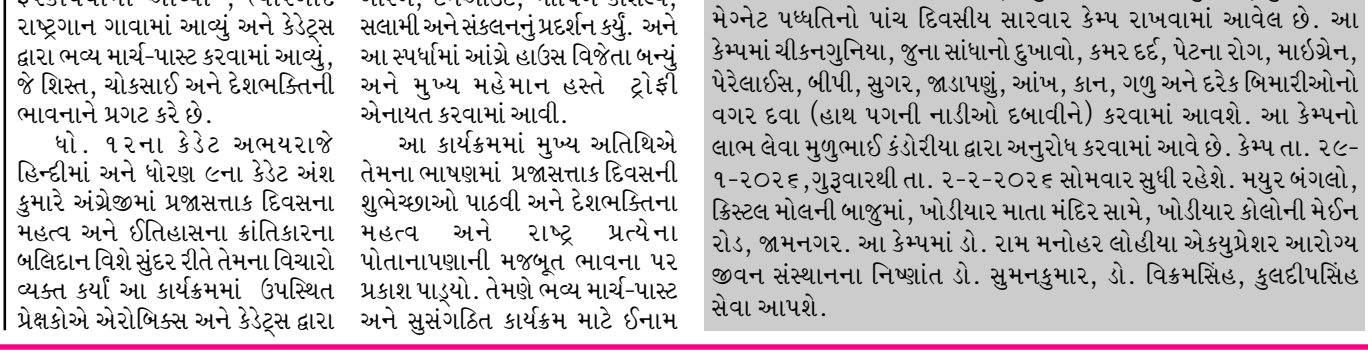 રાષ્ટ્રગાન ગાવામાં આવ્યું અને કેડેટ્સ
દ્વારા ભવ્ય માર્ચ-પાસ્ટ કરવામાં આવ્યું,
જે શિસ્ત, ચોકસાઈ અને દેશભક્તિની
ભાવનાને પ્રગટ કરે છે.
ધો. ૧૨ના કેડેટ અભયરાજે
હિન્દીમાં અને ધોરણ ૯ના કેડેટ અંશ
કુમારે અંગ્રેજીમાં પ્રજાસત્તાક દિવસના
મહત્વ અને ઈતિહાસના ક્રાંતિકારના
બલિદાન વિશે સુંદર રીતે તેમના વિચારો
વ્યક્ત કર્યાં આ કાર્યક્રમમાં ઉપસ્થિત
પ્રેક્ષકોએ એરોબિક્સ અને કેડેટ્સ દ્વારા
સલામી અને સંકલનનું પ્રદર્શન કર્યું. અને
આ સ્પર્ધામાં આંગ્રે હાઉસ વિજેતા બન્યું
અને મુખ્ય મહેમાન હસ્તે ટ્રોફી
એનાયત કરવામાં આવી.
આ કાર્યક્રમમાં મુખ્ય અતિથિએ
તેમના ભાષણમાં પ્રજાસત્તાક દિવસની
શુભેચ્છાઓ પાઠવી અને દેશભક્તિના
મહત્વ અને રાષ્ટ્ર પ્રત્યેના
પોતાનાપણાની મજબૂત ભાવના પર
પ્રકાશ પાડ્યો. તેમણે ભવ્ય માર્ચ-પાસ્ટ
અને સુસંગઠિત કાર્યક્રમ માટે ઈનામ
મેગ્નેટ પધ્ધતિનો પાંચ દિવસીય સારવાર કેમ્પ રાખવામાં આવેલ છે. આ
કેમ્પમાં ચીકનગુનિયા, જુના સાંધાનો દુખાવો, કમર દર્દ, પેટના રોગ, માઇગ્રેન,
પેરેલાઈસ, બીપી, સુગર, જાડાપણું, આંખ, કાન, ગળુ અને દરેક બિમારીઓનો
વગર દવા (હાથ પગની નાડીઓ દબાવીને) કરવામાં આવશે. આ કેમ્પનો
લાભ લેવા મુળુભાઈ કંડોરીયા દ્વારા અનુરોધ કરવામાં આવે છે. કેમ્પ તા. ૨૯-
૧-૨૦૨૬,ગુરૂવારથી તા. ૨-૨-૨૦૨૬ સોમવાર સુધી રહેશે. મયુર બંગલો,
ક્રિસ્ટલ મોલની બાજુમાં, ખોડીયાર માતા મંદિર સામે, ખોડીયાર કોલોની મેઈન
રોડ, જામનગર. આ કેમ્પમાં ડો. રામ મનોહર લોહીયા એકયુપ્રેશર આરોગ્ય
જીવન સંસ્થાનના નિષ્ણાંત ડો. સુમનકુમાર, ડો. વિક્રમસિંહ, કુલદીપસિંહ
સેવા આપશે.